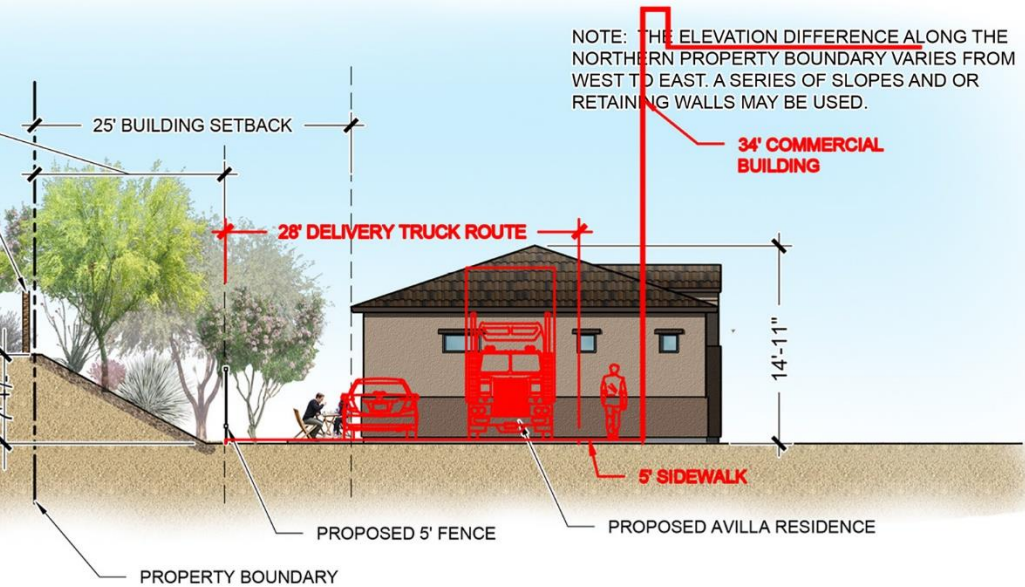 NOTE: THE ELEVATION DIFFERENCE ALONG THE
NORTHERN PROPERTY BOUNDARY VARIES FROM
WEST TO EAST. A SERIES OF SLOPES AND OR
RETAINING WALLS MAY BE USED.
25' BUILDING SETBACK
34' COMMERCIAL
BUILDING
28' DELIVERY TRUCK ROUTE
14'-11"
5' SIDEWALK
PROPOSED 5' FENCE
PROPOSED AVILLA RESIDENCE
PROPERTY BOUNDARY